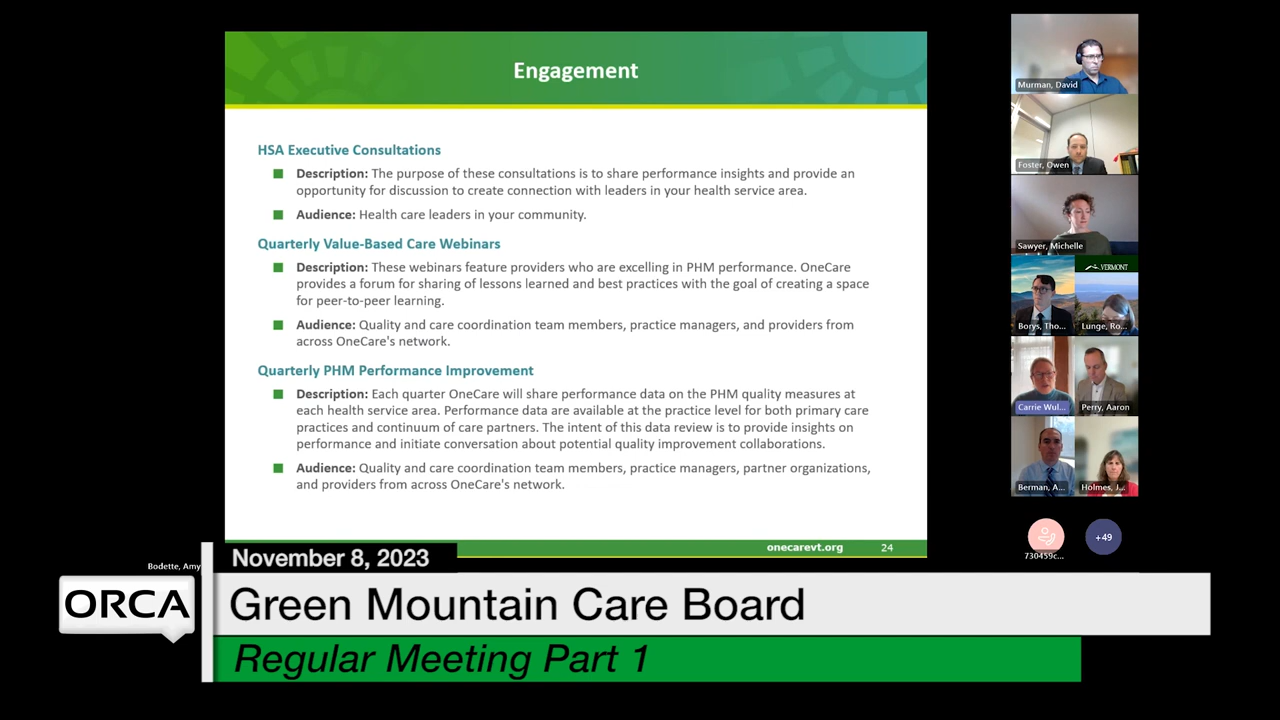 Engagement
HSA Executive Consultations
Description: The purpose of these consultations is to share performance insights and provide an
opportunity for discussion to create connection with leaders in your health service area.
Audience: Health care leaders in your community.
Quarterly Value-Based Care Webinars
Description: These webinars feature providers who are excelling in PHM performance. OneCare
provides a forum for sharing of lessons learned and best practices with the goal of creating a space
for peer-to-peer learning.
Audience: Quality and care coordination team members, practice managers, and providers from
across OneCare's network.
Quarterly PHM Performance Improvement
Description: Each quarter OneCare will share performance data on the PHM quality measures at
each health service area. Performance data are available at the practice level for both primary care
practices and continuum of care partners. The intent of this data review is to provide insights on
performance and initiate conversation about potential quality improvement collaborations.
Audience: Quality and care coordination team members, practice managers, partner organizations,
and providers from across OneCare's network.
onecarevt.org 24
Murman, David
Foster, Owen
Sawyer, Michelle
VERMONT
Borys, Tho...
Lunge, Ro...
Carrie Wul...
Perry, Aaron
Berman, A...
Holmes, J...
730459c...
+49
Bodette, Amy
November 8, 2023
ORCA
Green Mountain Care Board
Regular Meeting Part 1